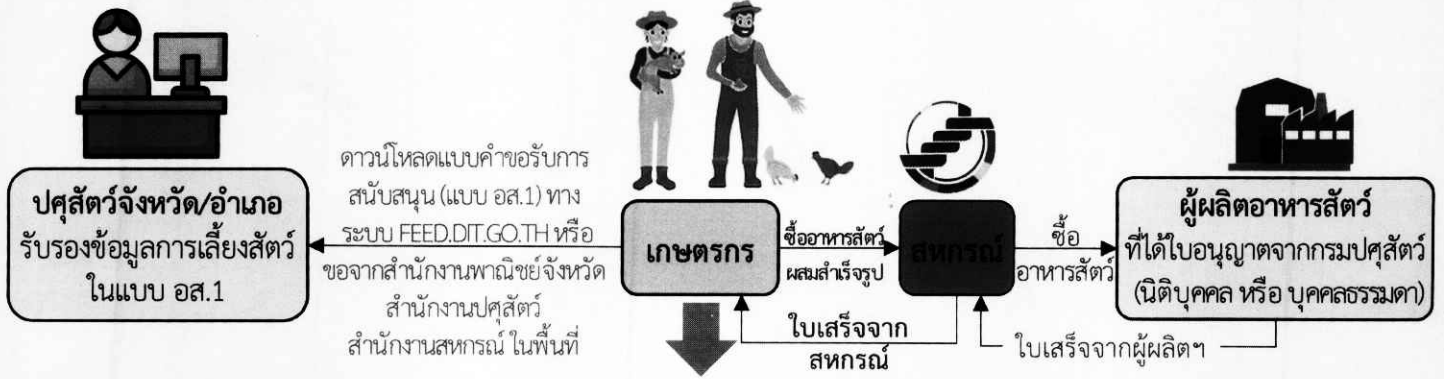 ปศุสัตว์จังหวัด/อำเภอ
รับรองข้อมูลการเลี้ยงสัตว์
ในแบบ อส.1
ดาวน์โหลดแบบคำขอรับการ
สนับสนุน (แบบ อส.1) ทาง
ระบบ FEED.DIT.GO.TH หรือ
ขอจากสำนักงานพาณิชย์จังหวัด
สำนักงานปศุสัตว์
สำนักงานสหกรณ์ ในพื้นที่
เกษตรกร
ซื้ออาหารสัตว์
ผสมสำเร็จรูป
สหกรณ์
ซื้อ
อาหารสัตว์
ผู้ผลิตอาหารสัตว์
ที่ได้ใบอนุญาตจากกรมปศุสัตว์
(นิติบุคคล หรือ บุคคลธรรมดา)
ใบเสร็จจาก
สหกรณ์
ใบเสร็จจากผู้ผลิตฯ